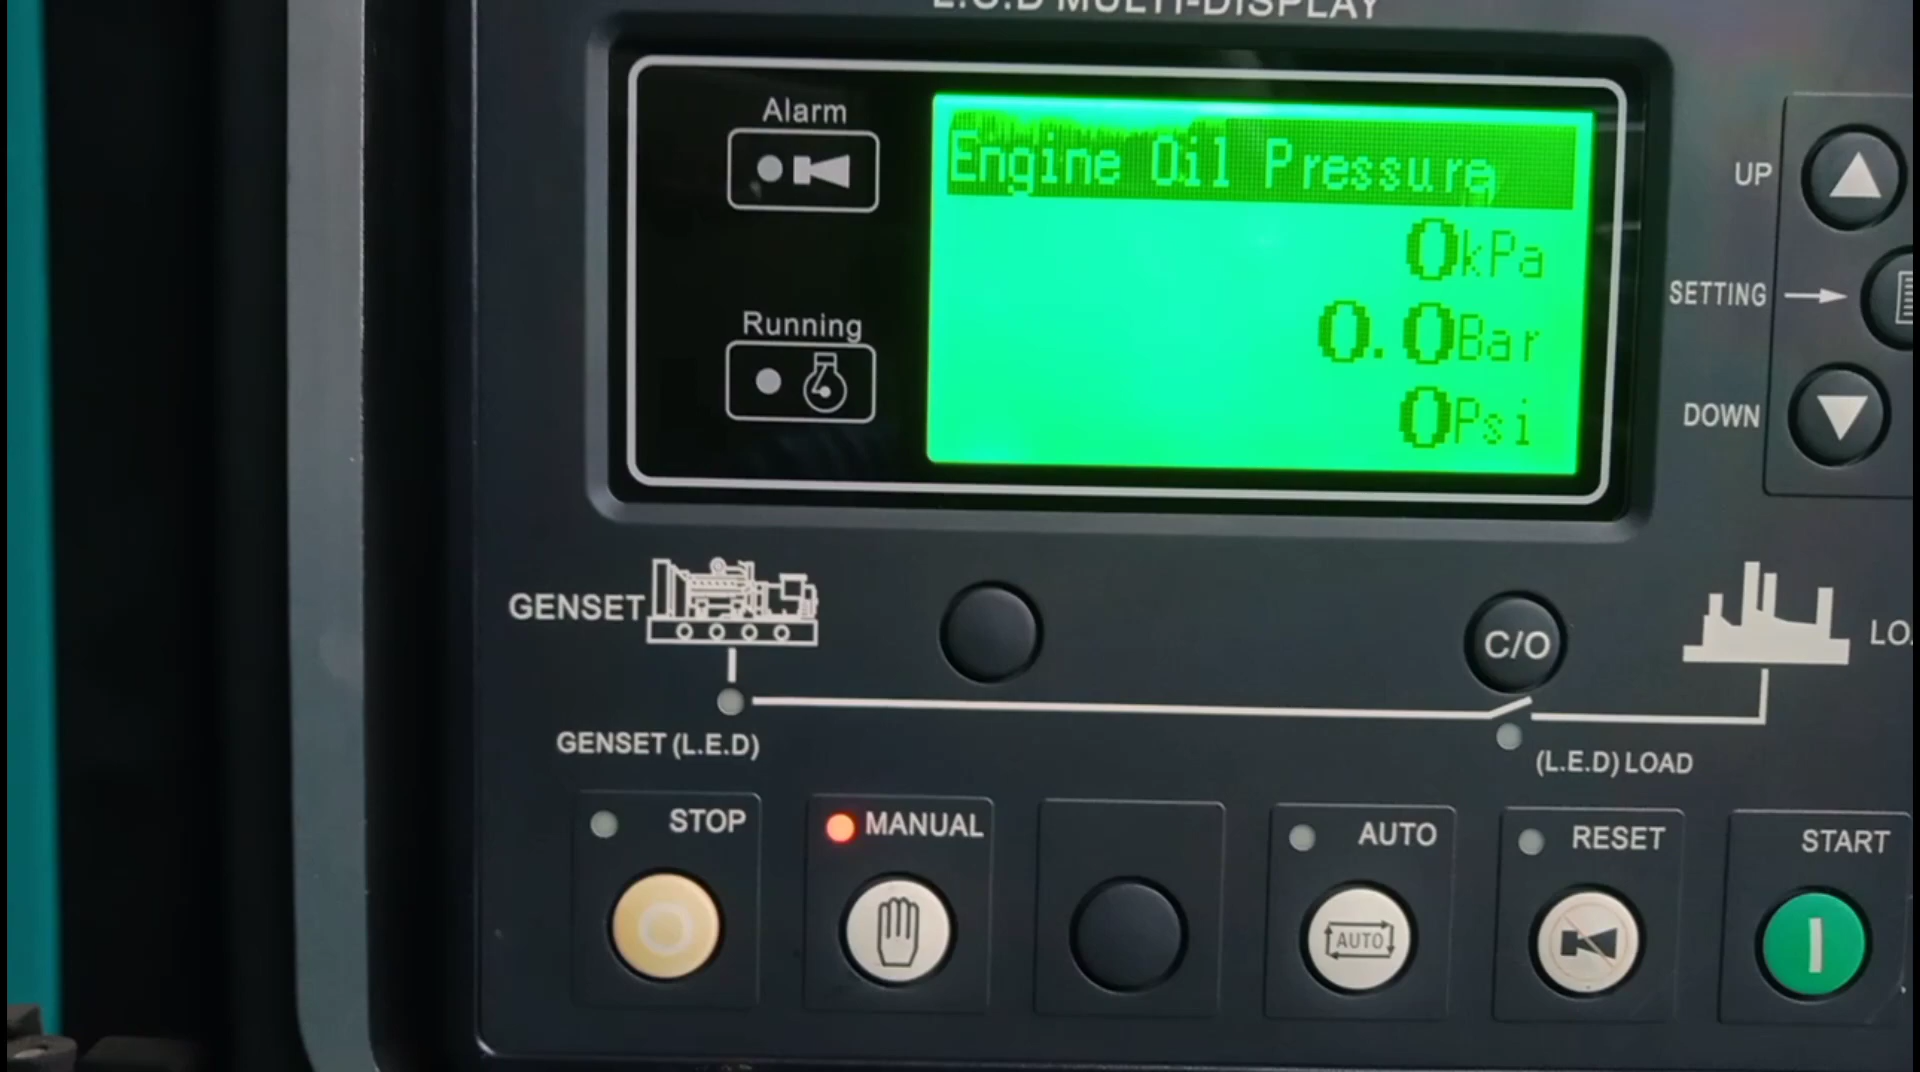 L.C.D MULTI-DISPLAY
Alarm
Engine Oil Pressure
0kPa
0.0Bar
0Psi
Running
UP
SETTING
DOWN
GENSET
C/O
GENSET (L.E.D)
(L.E.D) LOAD
STOP
MANUAL
AUTO
RESET
START
AUTO